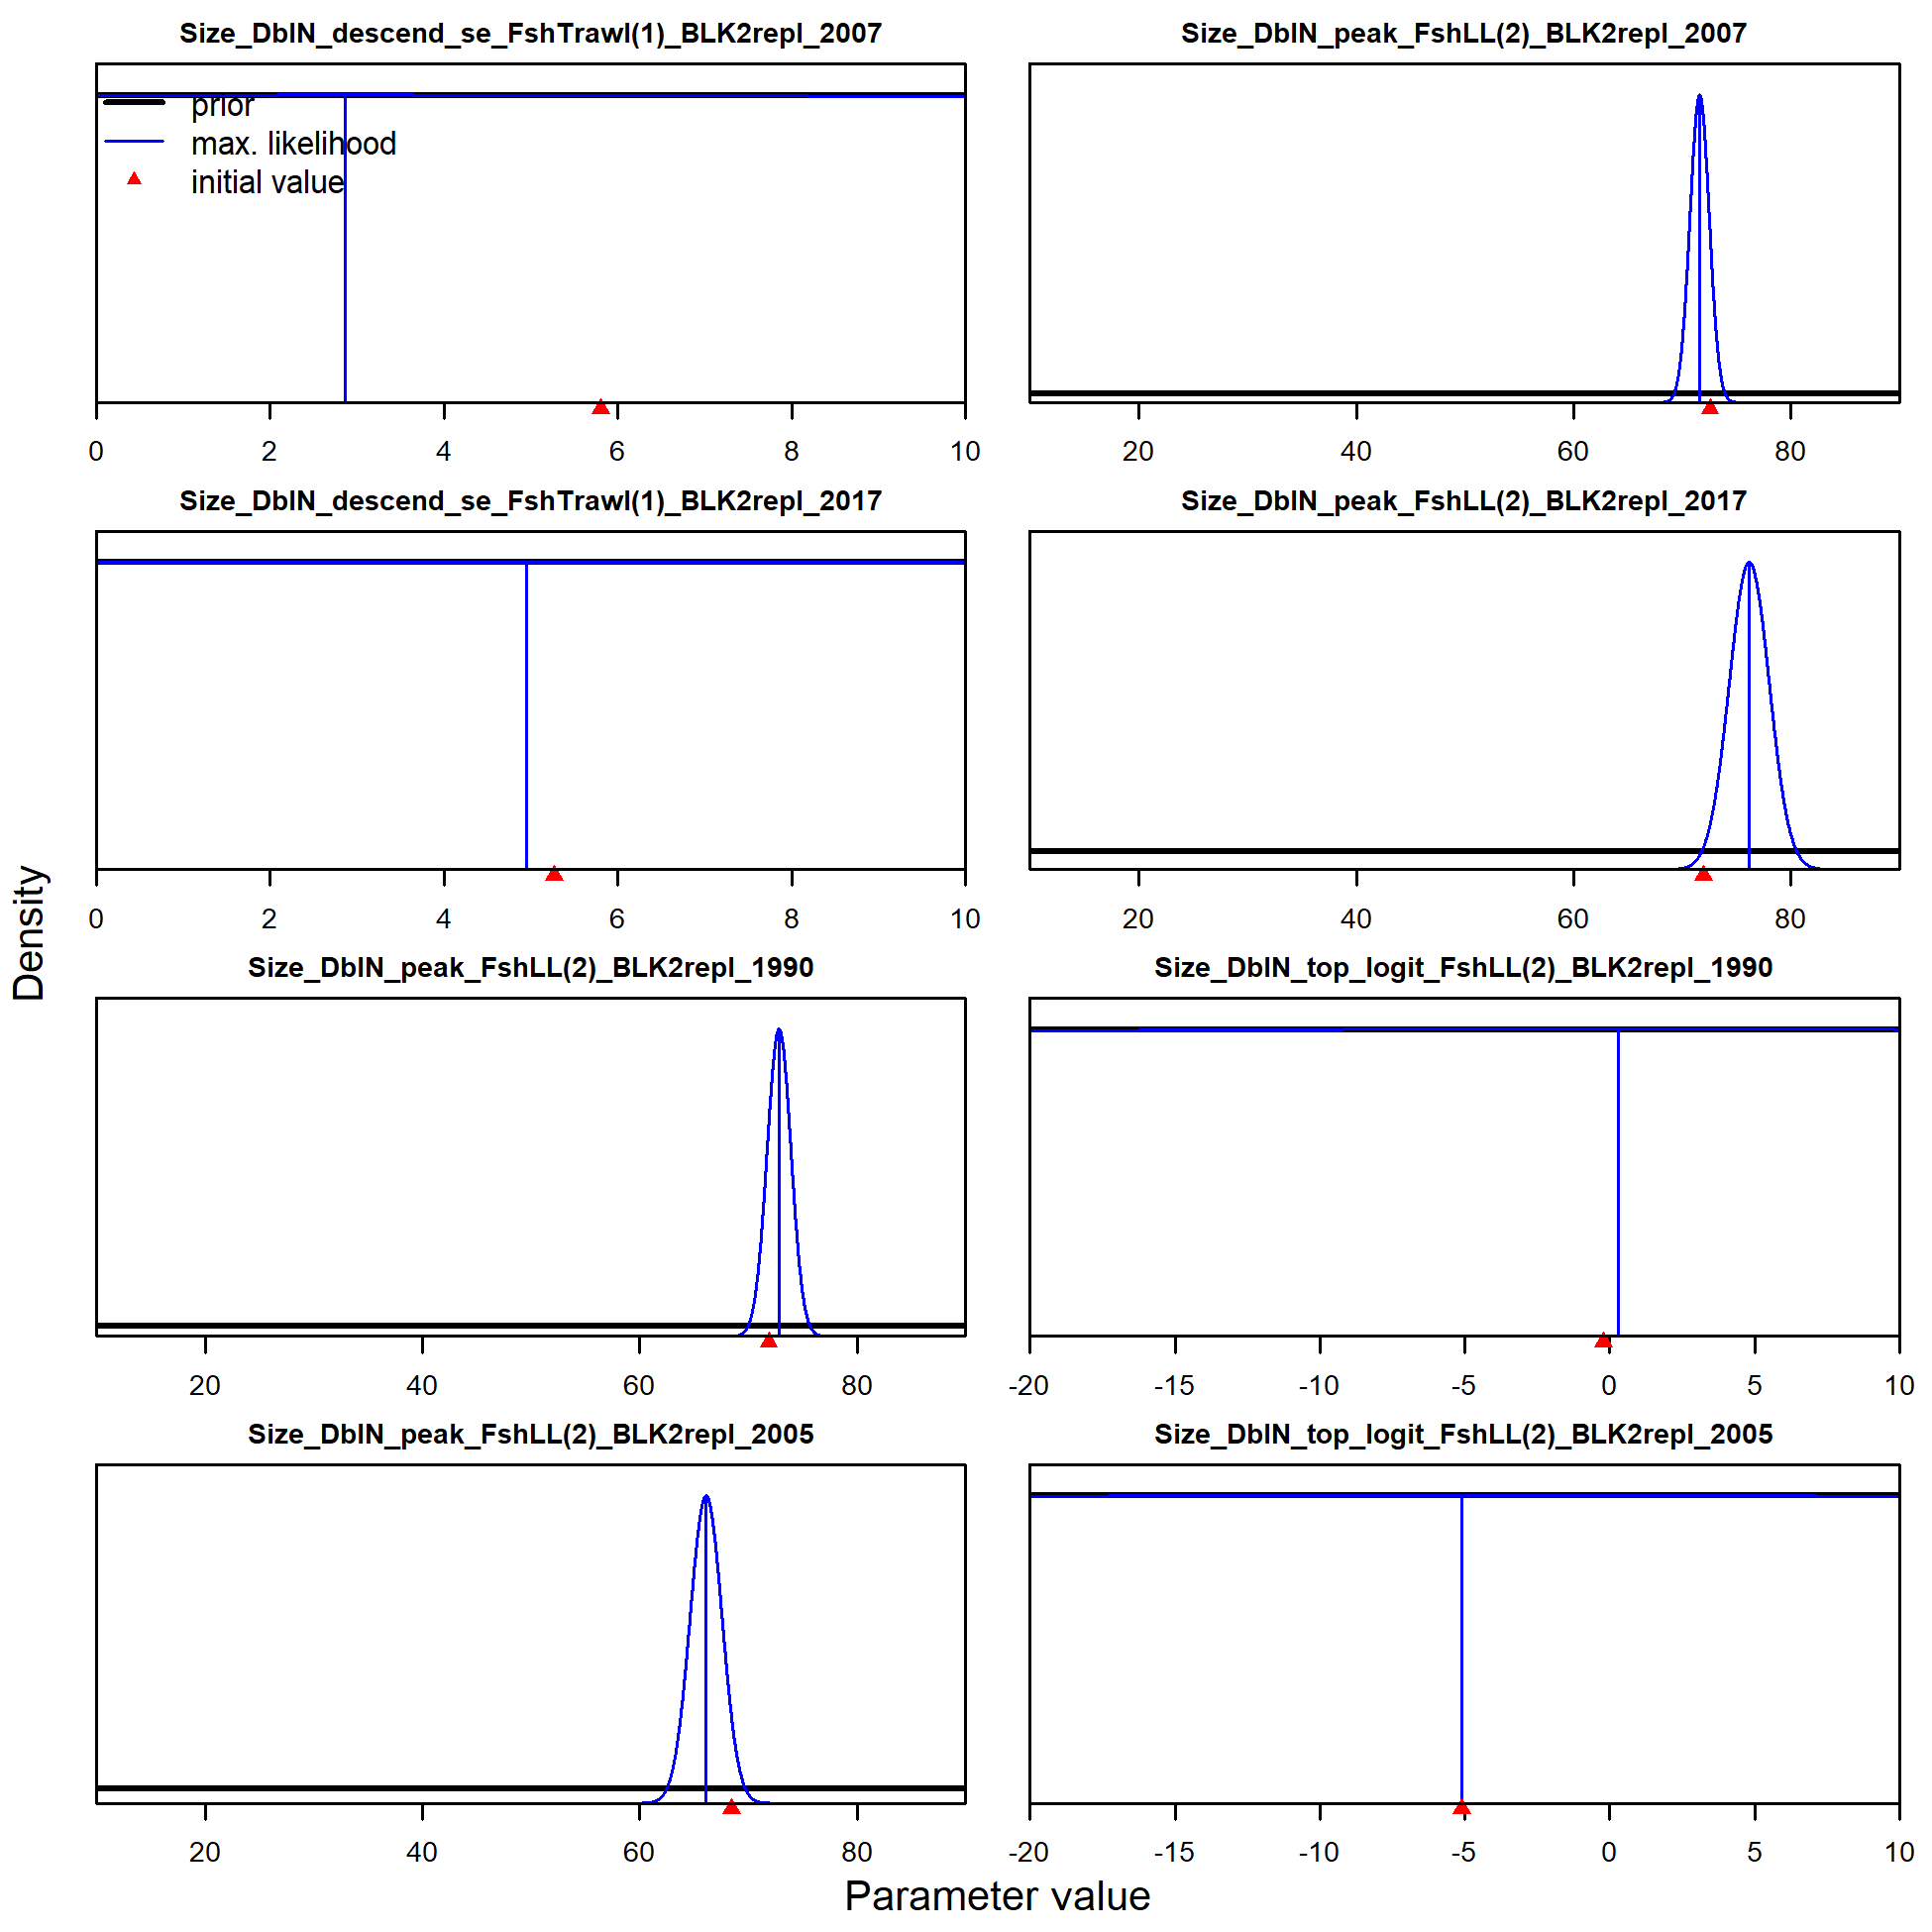 Size_DblN_descend_se_FshTrawl(1)_BLK2repl_2007
prior
max. likelihood
initial value
0 2 4 6 8 10
Size_DblN_peak_FshLL(2)_BLK2repl_2007
20 40 60 80
Size_DblN_descend_se_FshTrawl(1)_BLK2repl_2017
0 2 4 6 8 10
Size_DblN_peak_FshLL(2)_BLK2repl_2017
20 40 60 80
Size_DblN_peak_FshLL(2)_BLK2repl_1990
20 40 60 80
Size_DblN_top_logit_FshLL(2)_BLK2repl_1990
-20 -15 -10 -5 0 5 10
Size_DblN_peak_FshLL(2)_BLK2repl_2005
20 40 60 80
Size_DblN_top_logit_FshLL(2)_BLK2repl_2005
-20 -15 -10 -5 0 5 10
Density
Parameter value